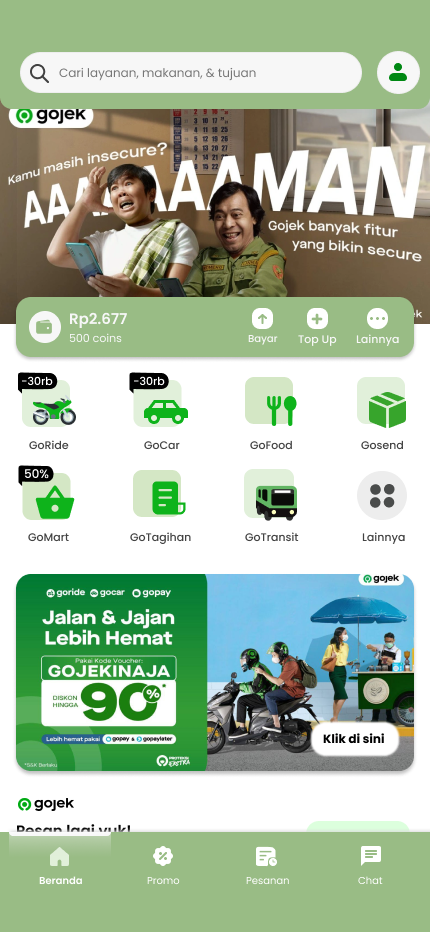 Cari layanan, makanan, & tujuan
gojek
Kamu masih insecure?
AAAAAAAMAN
Gojek banyak fitur
yang bikin secure
Rp2.677
500 coins
Bayar
Top Up
Lainnya
-30rb
-30rb
GoRide
GoCar
GoFood
Gosend
50%
GoMart
GoTagihan
GoTransit
Lainnya
goride gocar gopay
gojek
Jalan & Jajan
Lebih Hemat
Pakai Kode Voucher:
GOJEKINAJA
DISKON
HINGGA
90%*
Lebih hemat pakai gopay & gopaylater
*S&K Berlaku
PROTEKSI
EKSTRA
Klik di sini
gojek
Pesan lagi yuk!
Beranda
Promo
Pesanan
Chat